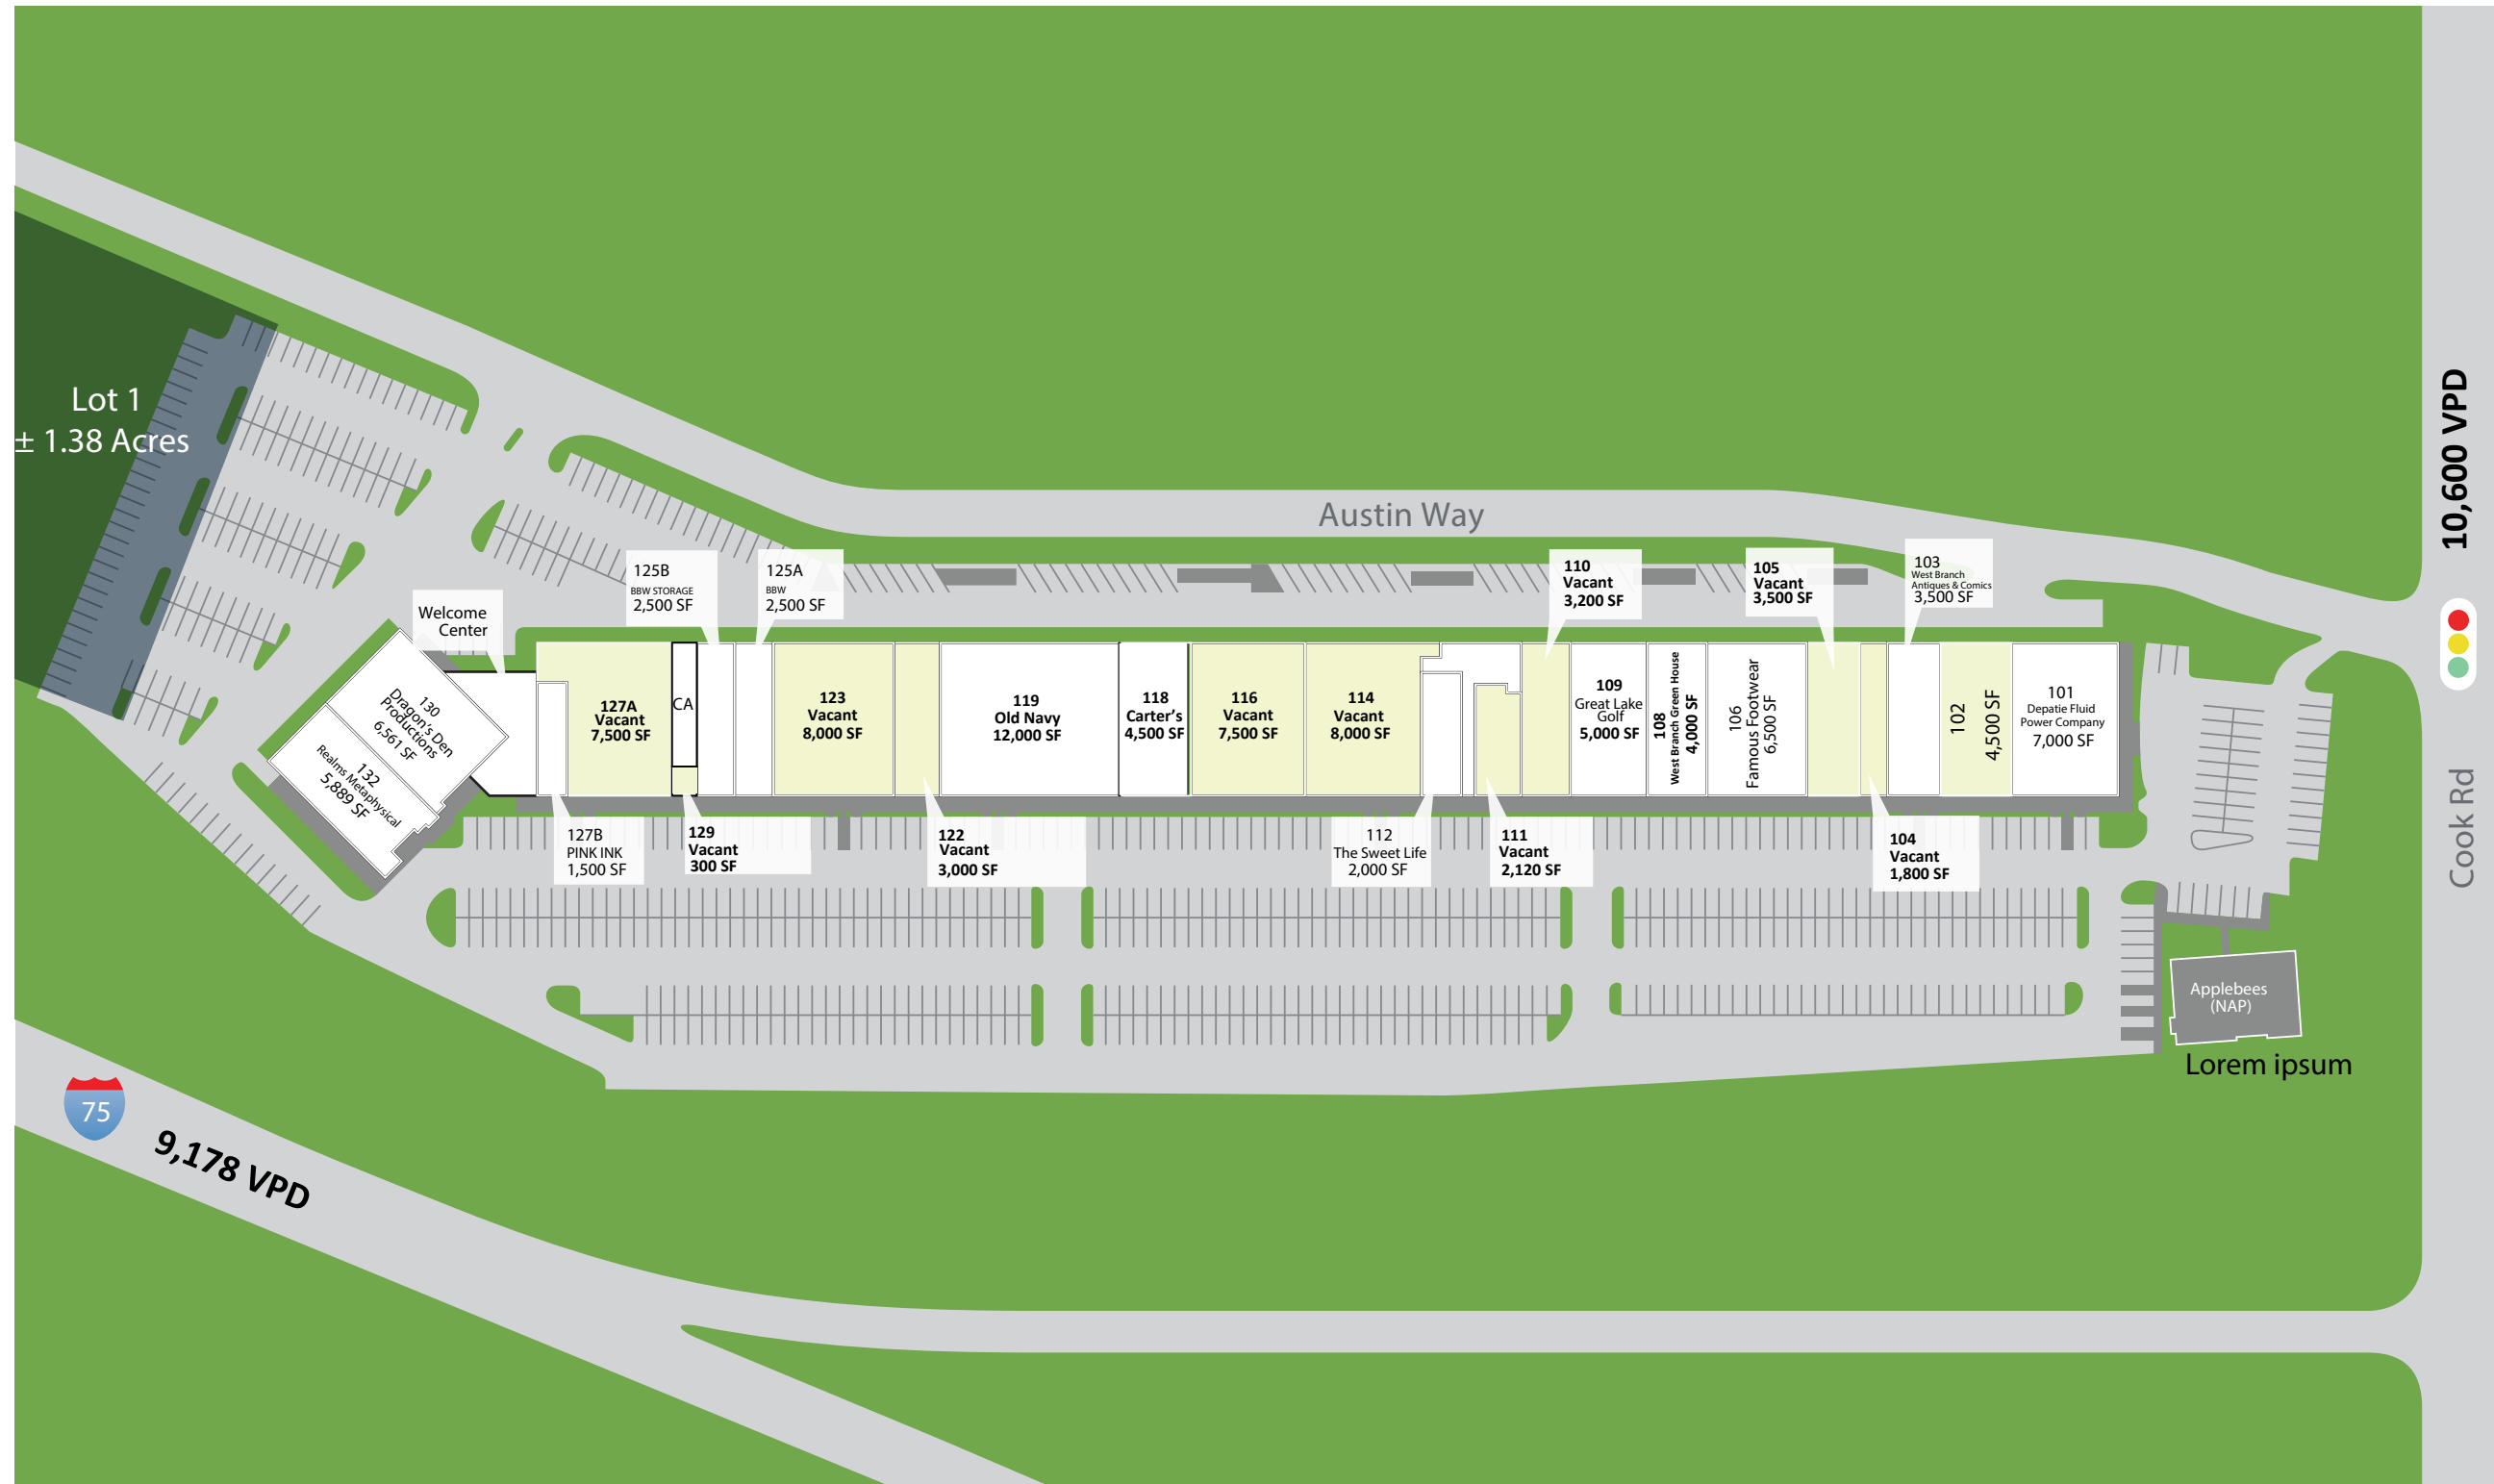 Lot 1
± 1.38 Acres
10,600 VPD
Austin Way
125B
BBW STORAGE
2,500 SF
125A
BBW
2,500 SF
110
Vacant
3,200 SF
105
Vacant
3,500 SF
103
West Branch
Antiques & Comics
3,500 SF
Welcome
Center
130
Dragon's Den
Productions
6,561 SF
132
Realms Metaphysical
5,889 SF
127A
Vacant
7,500 SF
CA
123
Vacant
8,000 SF
119
Old Navy
12,000 SF
118
Carter's
4,500 SF
116
Vacant
7,500 SF
114
Vacant
8,000 SF
109
Great Lake
Golf
5,000 SF
108
West Branch Green House
4,000 SF
106
Famous Footwear
6,500 SF
102
4,500 SF
101
Depatie Fluid
Power Company
7,000 SF
127B
PINK INK
1,500 SF
129
Vacant
300 SF
122
Vacant
3,000 SF
112
The Sweet Life
2,000 SF
111
Vacant
2,120 SF
104
Vacant
1,800 SF
Cook Rd
Applebees
(NAP)
Lorem ipsum
75
9,178 VPD